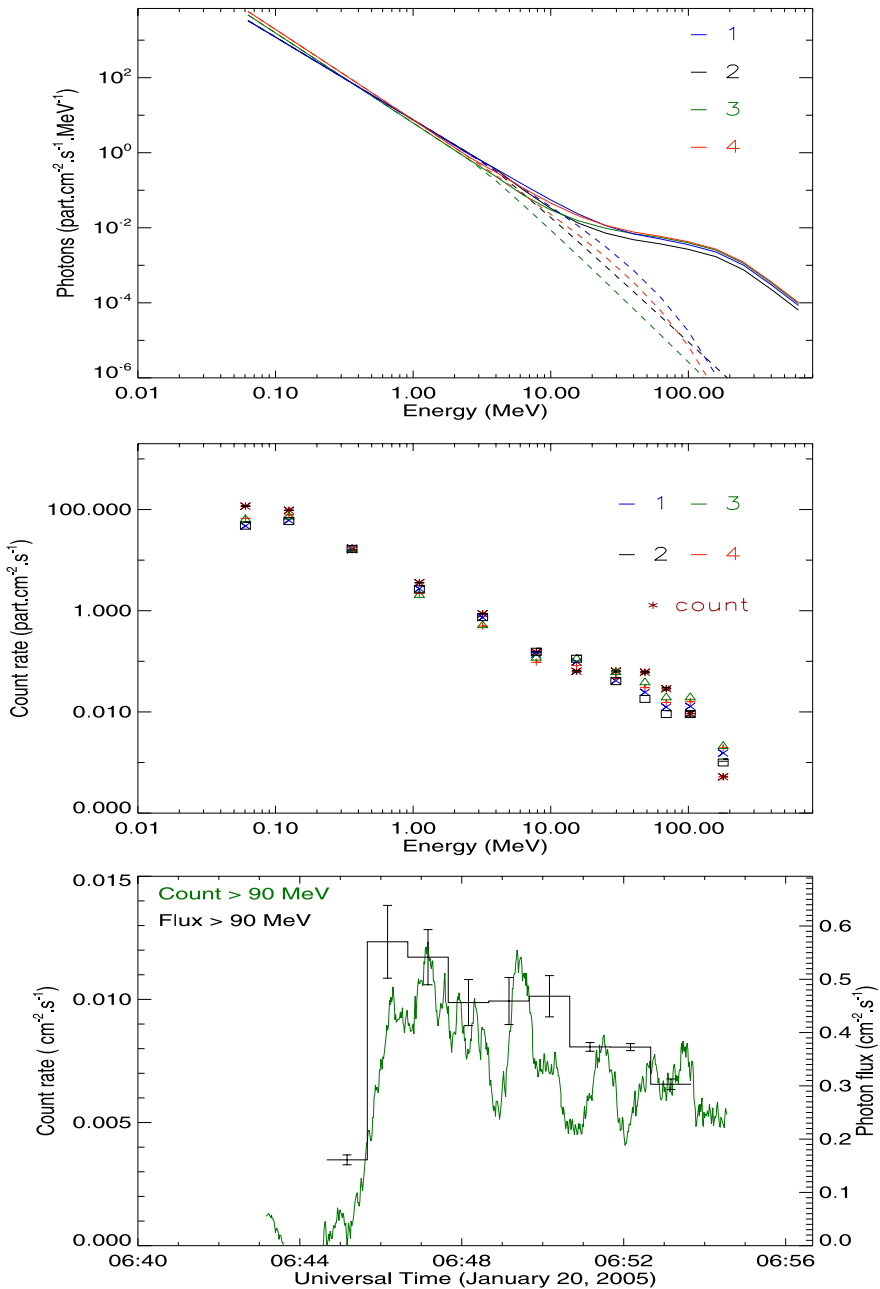 1
2
3
4
10²
10⁰
10⁻²
10⁻⁴
10⁻⁶
Photons (part.cm⁻².s⁻¹.MeV⁻¹)
0.01 0.10 1.00 10.00 100.00
Energy (MeV)
1 3
2 4
* count
100.000
1.000
0.010
0.000
Count rate (part.cm⁻².s⁻¹)
0.01 0.10 1.00 10.00 100.00
Energy (MeV)
Count > 90 MeV
Flux > 90 MeV
0.015
0.010
0.005
0.000
Count rate ( cm⁻².s⁻¹)
0.6
0.5
0.4
0.3
0.2
0.1
0.0
Photon flux (cm⁻².s⁻¹)
06:40 06:44 06:48 06:52 06:56
Universal Time (January 20, 2005)